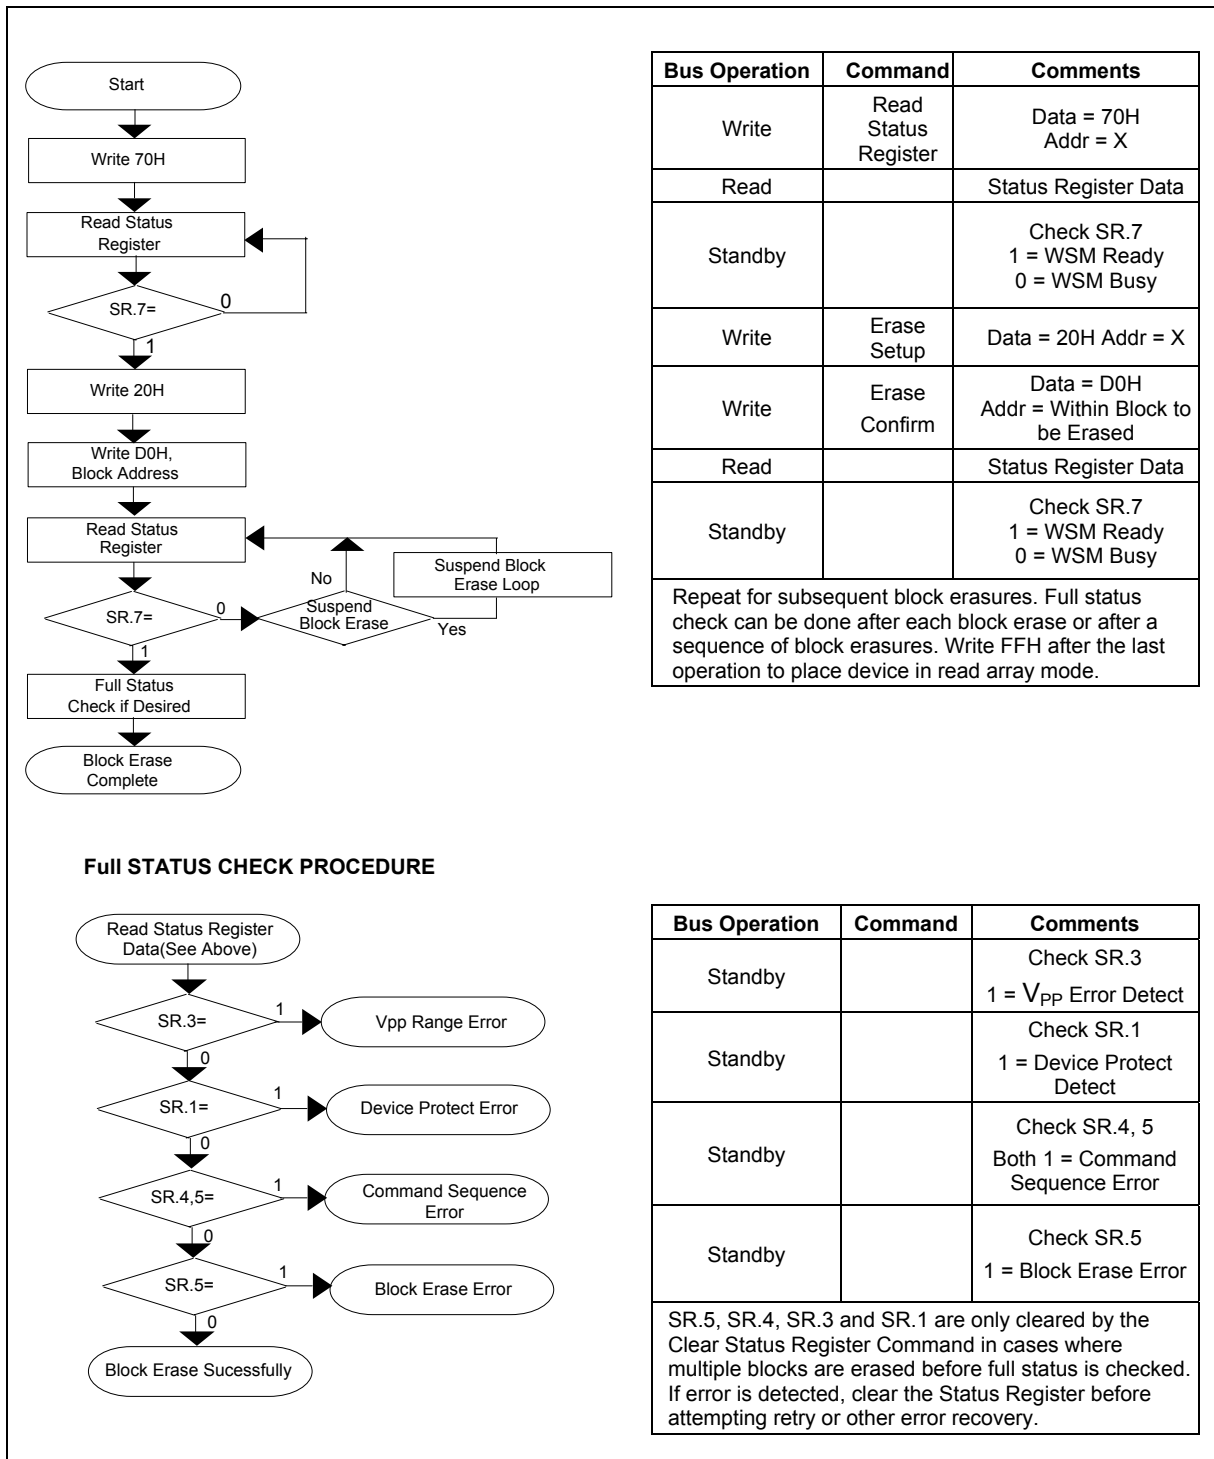 Start
Write 70H
Read Status
Register
SR.7=
0
1
Write 20H
Write D0H,
Block Address
Read Status
Register
SR.7=
0
1
Suspend
Block Erase
No
Yes
Suspend Block
Erase Loop
Full Status
Check if Desired
Block Erase
Complete
Bus Operation Command Comments
Write
Read
Status
Register
Data = 70H
Addr = X
Read Status Register Data
Standby
Check SR.7
1 = WSM Ready
0 = WSM Busy
Write
Erase
Setup
Data = 20H Addr = X
Write
Erase
Confirm
Data = D0H
Addr = Within Block to
be Erased
Read Status Register Data
Standby
Check SR.7
1 = WSM Ready
0 = WSM Busy
Repeat for subsequent block erasures. Full status
check can be done after each block erase or after a
sequence of block erasures. Write FFH after the last
operation to place device in read array mode.
Full STATUS CHECK PROCEDURE
Read Status Register
Data(See Above)
SR.3=
1
Vpp Range Error
0
SR.1=
1
Device Protect Error
0
SR.4,5=
1
Command Sequence
Error
0
SR.5=
1
Block Erase Error
0
Block Erase Sucessfully
Bus Operation Command Comments
Standby
Check SR.3
1 = VPP Error Detect
Standby
Check SR.1
1 = Device Protect
Detect
Standby
Check SR.4, 5
Both 1 = Command
Sequence Error
Standby
Check SR.5
1 = Block Erase Error
SR.5, SR.4, SR.3 and SR.1 are only cleared by the
Clear Status Register Command in cases where
multiple blocks are erased before full status is checked.
If error is detected, clear the Status Register before
attempting retry or other error recovery.